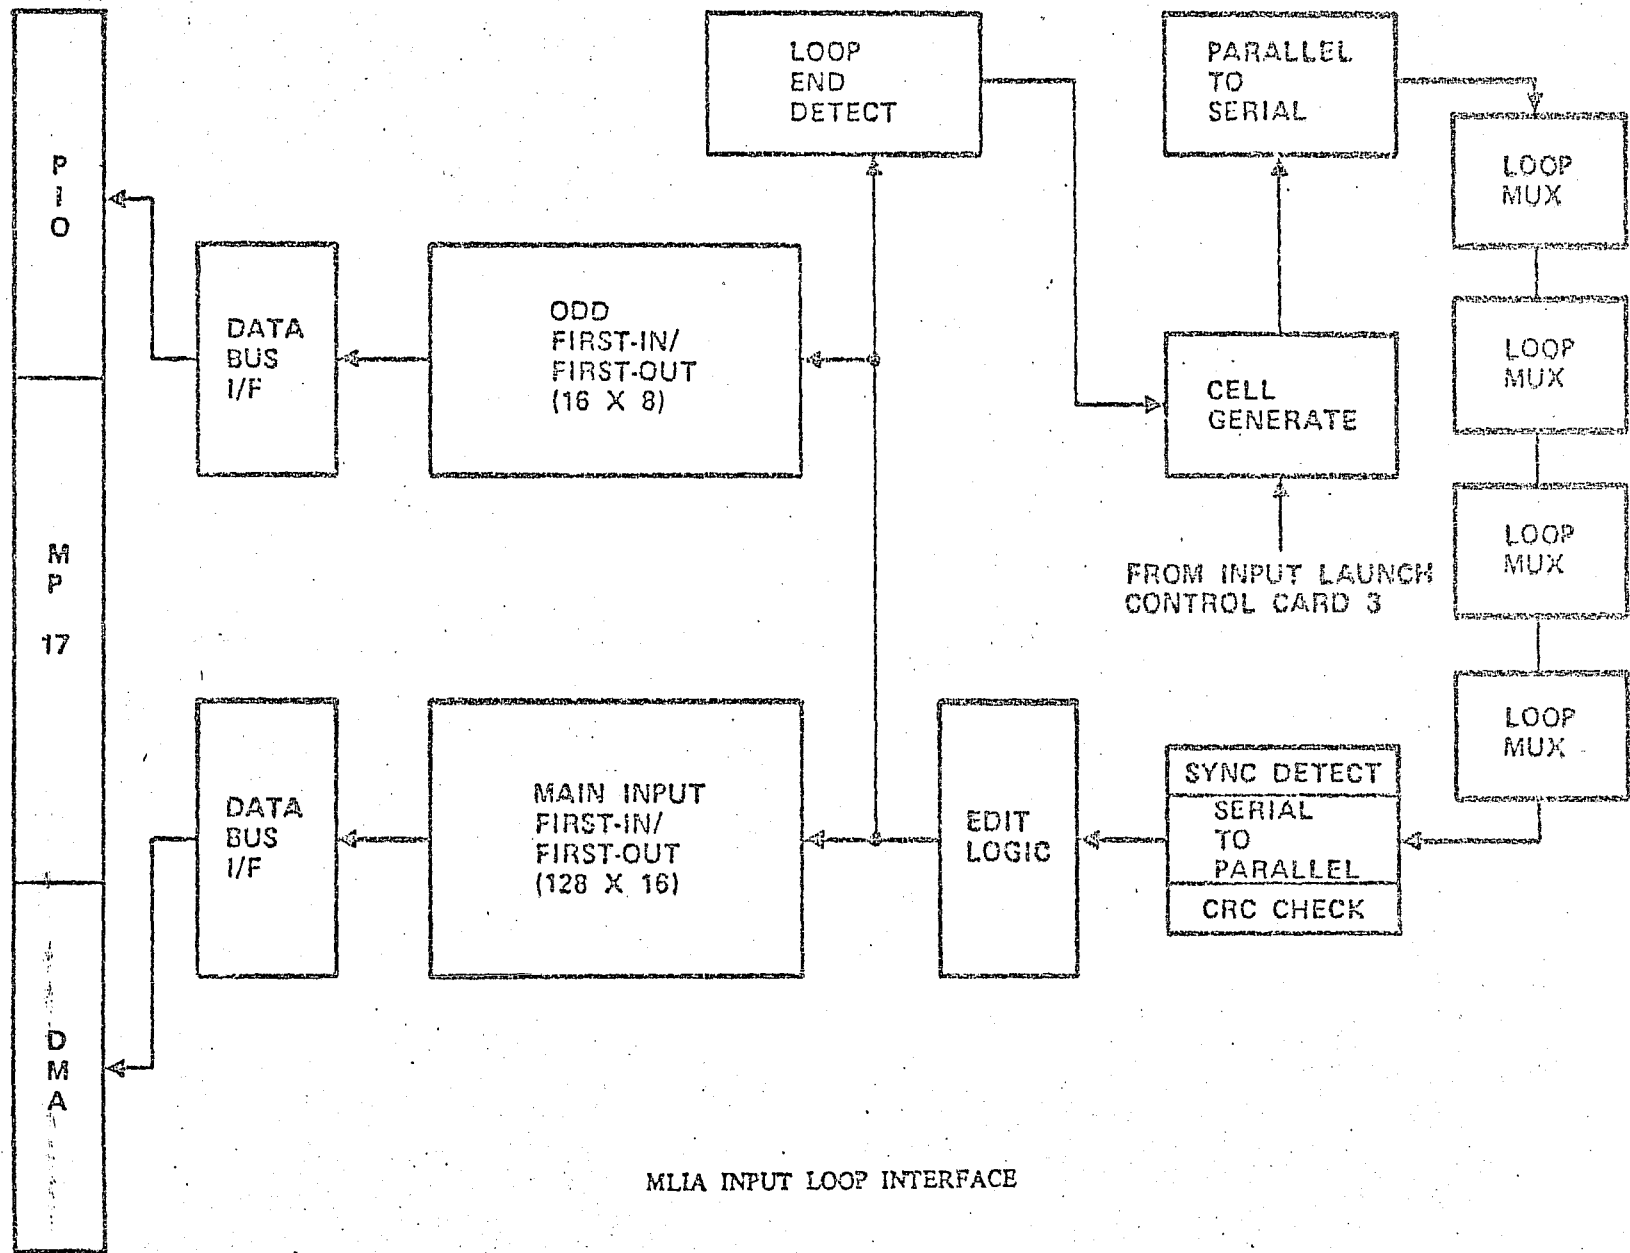 P
I
O
M
P
17
D
M
A
LOOP
END
DETECT
PARALLEL
TO
SERIAL
LOOP
MUX
DATA
BUS
I/F
ODD
FIRST-IN/
FIRST-OUT
(16 X 8)
CELL
GENERATE
LOOP
MUX
LOOP
MUX
FROM INPUT LAUNCH
CONTROL CARD 3
LOOP
MUX
DATA
BUS
I/F
MAIN INPUT
FIRST-IN/
FIRST-OUT
(128 X 16)
EDIT
LOGIC
SYNC DETECT
SERIAL
TO
PARALLEL
CRC CHECK
MLIA INPUT LOOP INTERFACE